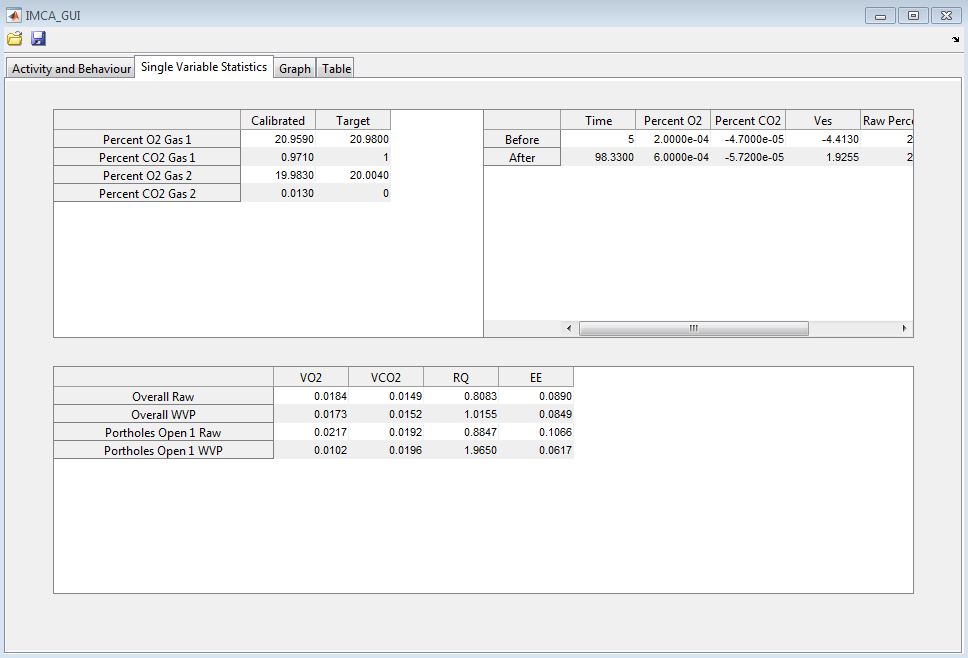 IMCA_GUI
Activity and Behaviour Single Variable Statistics Graph Table
Calibrated Target
Percent O2 Gas 1 20.9590 20.9800
Percent CO2 Gas 1 0.9710 1
Percent O2 Gas 2 19.9830 20.0040
Percent CO2 Gas 2 0.0130 0
Time Percent O2 Percent CO2 Ves Raw Perc
Before 5 2.0000e-04 -4.7000e-05 -4.4130 2
After 98.3300 6.0000e-04 -5.7200e-05 1.9255 2
VO2 VCO2 RQ EE
Overall Raw 0.0184 0.0149 0.8083 0.0890
Overall WVP 0.0173 0.0152 1.0155 0.0849
Portholes Open 1 Raw 0.0217 0.0192 0.8847 0.1066
Portholes Open 1 WVP 0.0102 0.0196 1.9650 0.0617